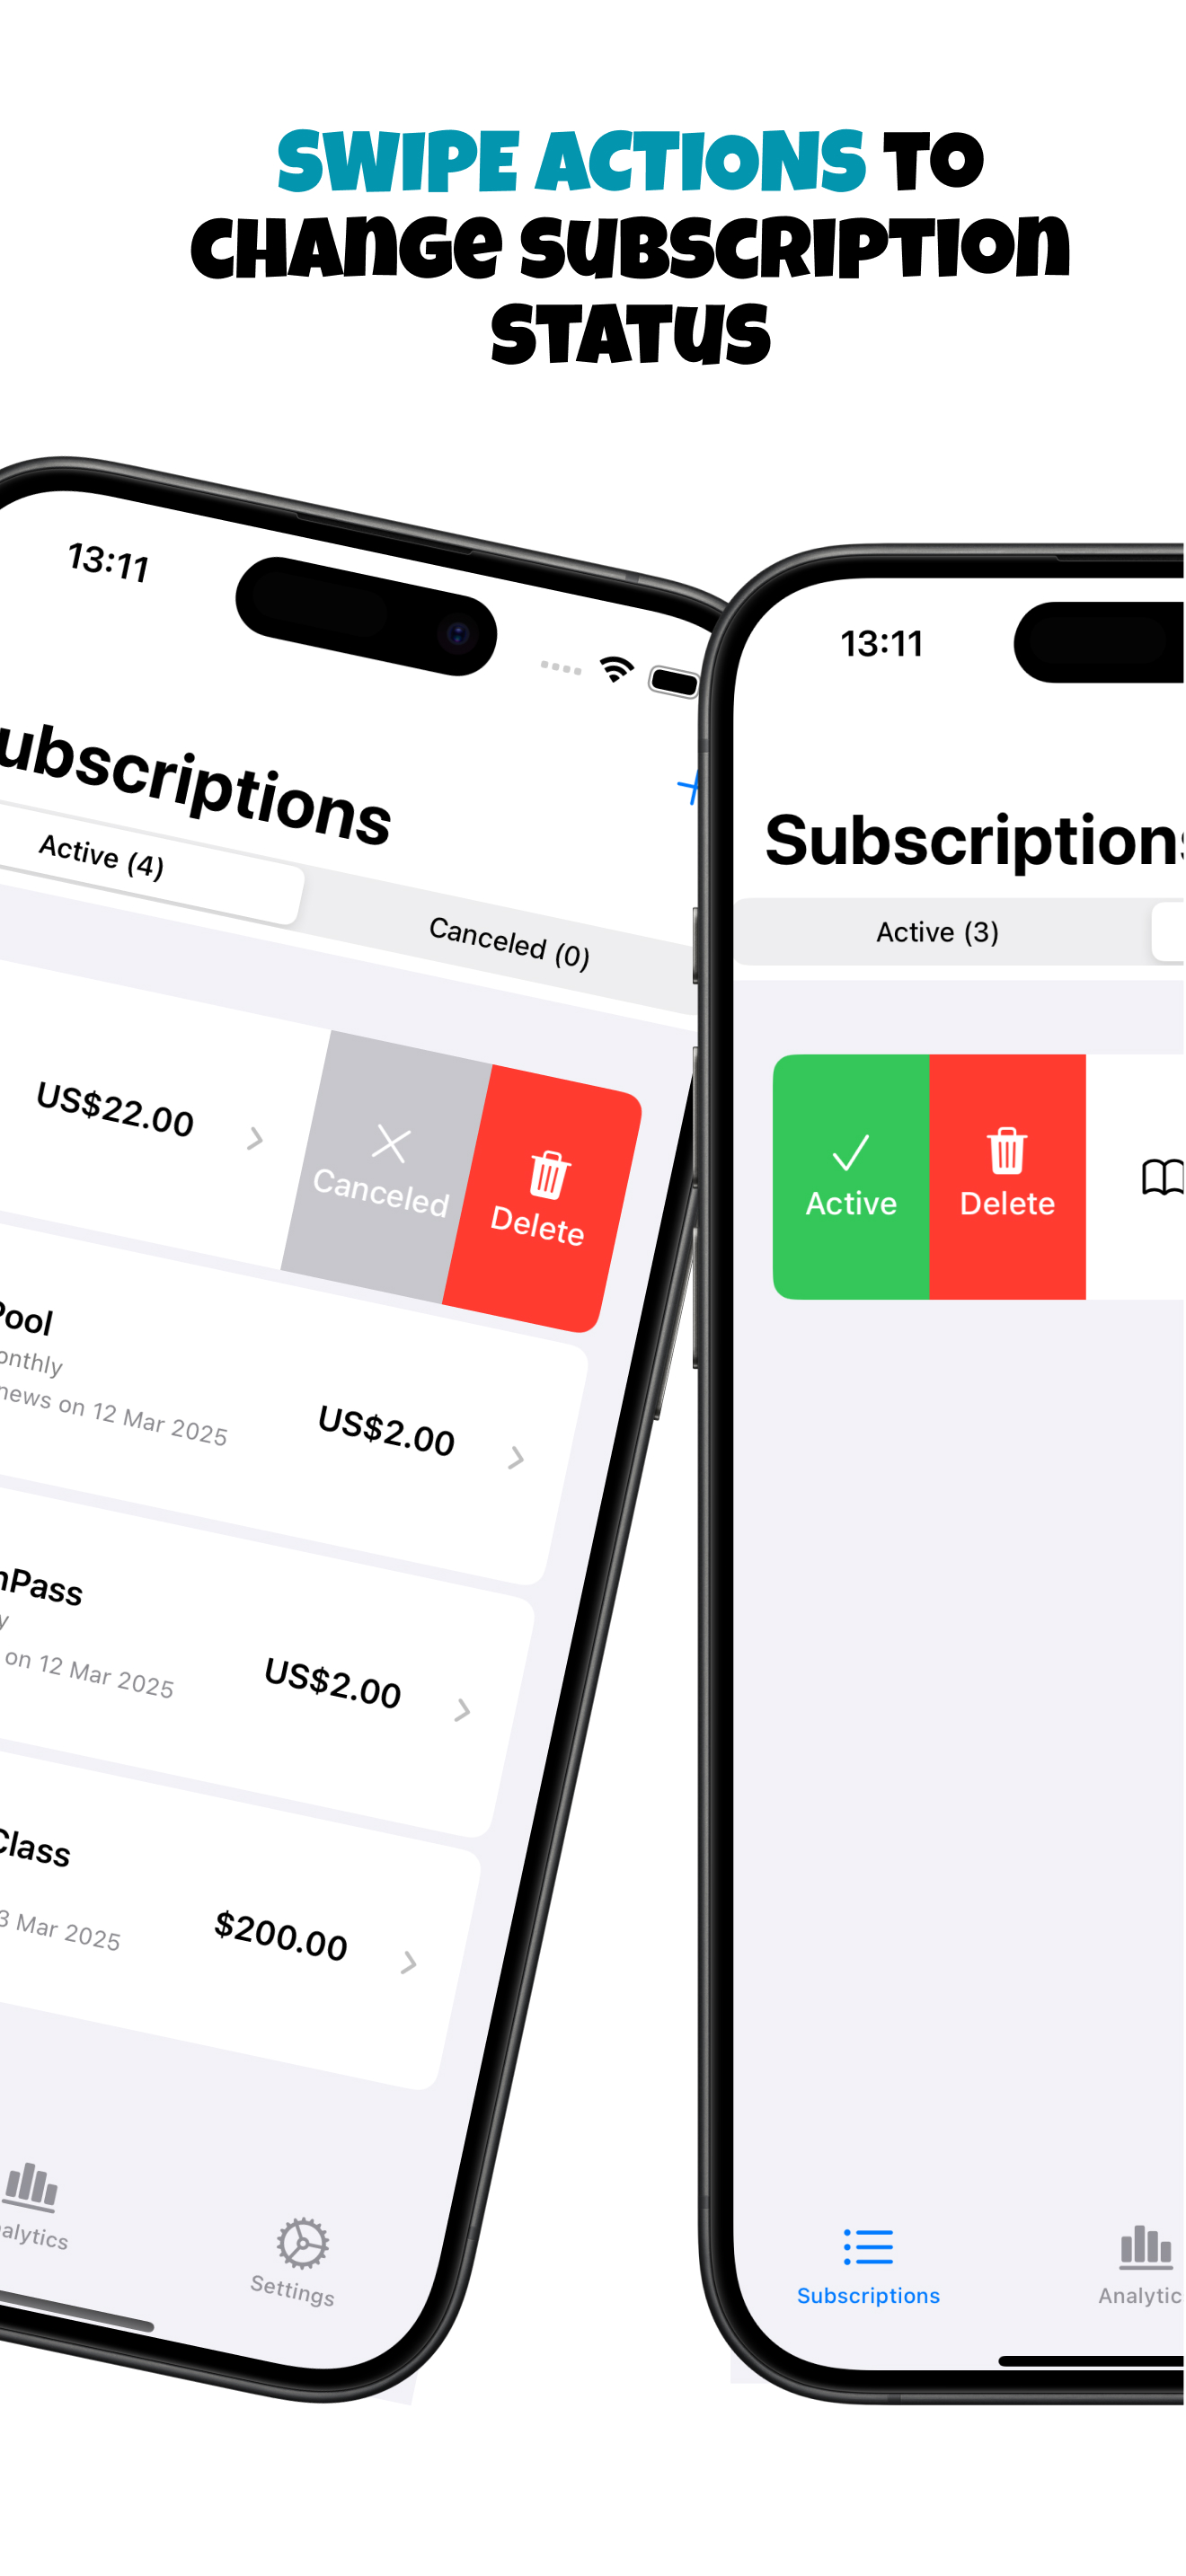 SWIPE ACTIONS TO
CHANGE SUBSCRIPTION
STATUS
13:11
ubscriptions
Active (4)
Canceled (0)
US$22.00
Canceled
Delete
Pool
onthly
news on 12 Mar 2025
US$2.00
nPass
y
on 12 Mar 2025
US$2.00
Class
3 Mar 2025
$200.00
alytics
Settings
13:11
Subscriptions
Active (3)
Active
Delete
Subscriptions
Analytic